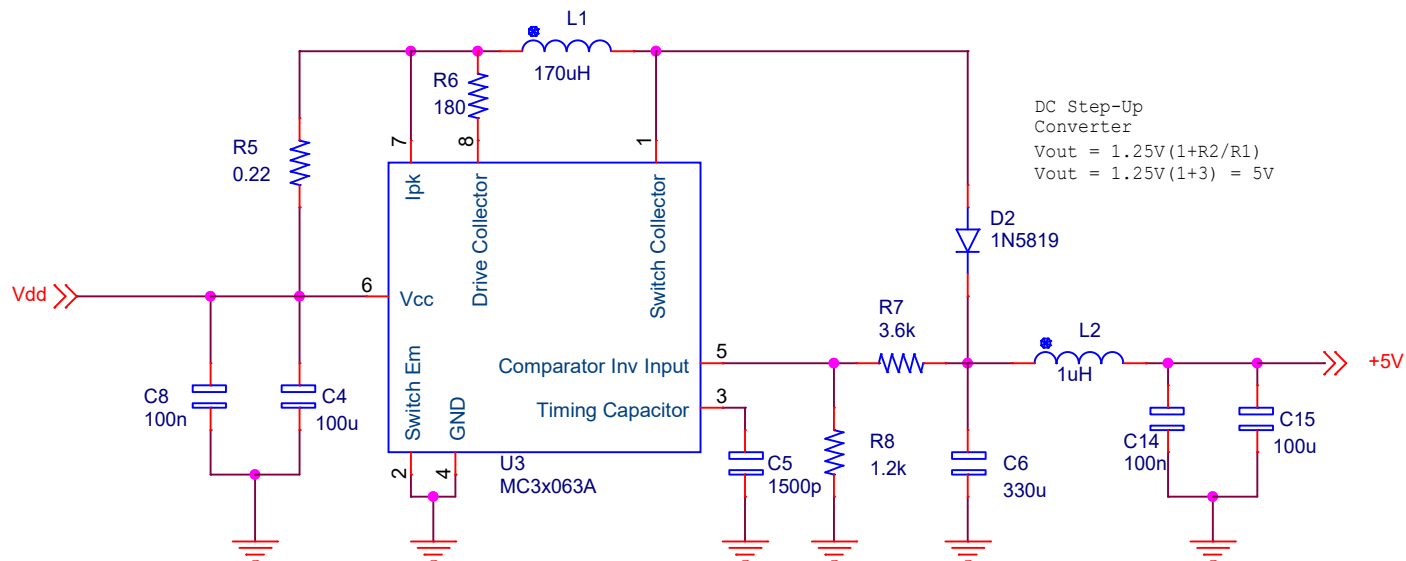 L1
170uH
R6
180
R5
0.22
7
8
1
DC Step-Up
Converter
Vout = 1.25V(1+R2/R1)
Vout = 1.25V(1+3) = 5V
Ipk
Drive Collector
Switch Collector
D2
1N5819
Vdd
6
Vcc
R7
3.6k
L2
1uH
+5V
5
Comparator Inv Input
3
Timing Capacitor
Switch Em
GND
C8
100n
C4
100u
2
4
U3
MC3x063A
C5
1500p
R8
1.2k
C6
330u
C14
100n
C15
100u